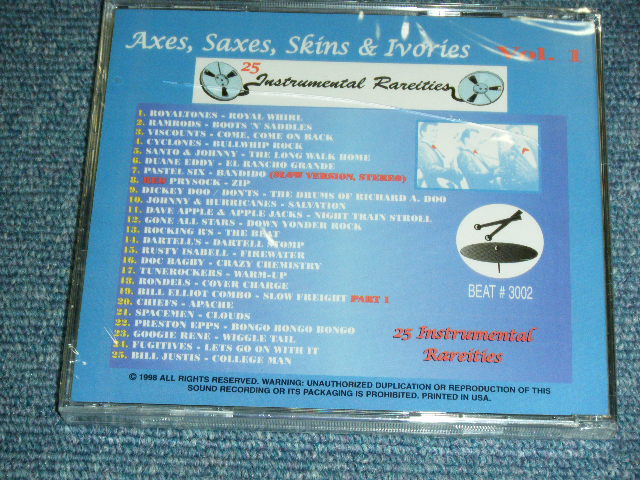 Axes, Saxes, Skins & Ivories Vol. 1
25 Instrumental Rareities
1. ROYALTONES - ROYAL WHIRL
2. RAMRODS - BOOTS 'N' SADDLES
3. VISCOUNTS - COME, COME ON BACK
4. CYCLONES - BULLWHIP ROCK
5. SANTO & JOHNNY - THE LONG WALK HOME
6. DUANE EDDY - EL RANCHO GRANDE
7. PASTEL SIX - BANDIDO (SLOW VERSION, STEREO)
8. RED PRYSOCK - ZIP
9. DICKEY DOO / DONTS - THE DRUMS OF RICHARD A. DOO
10. JOHNNY & HURRICANES - SALVATION
11. DAVE APPLE & APPLE JACKS - NIGHT TRAIN STROLL
12. GONE ALL STARS - DOWN YONDER ROCK
13. ROCKING R'S - THE BEAT
14. DARTELLS - DARTELL STOMP
15. RUSTY ISABELL - FIREWATER
16. DOC BAGBY - CRAZY CHEMISTRY
17. TUNEROCKERS - WARM-UP
18. RONDELS - COVER CHARGE
19. BILL ELLIOT COMBO - SLOW FREIGHT PART 1
20. CHIEFS - APACHE
21. SPACEMEN - CLOUDS
22. PRESTON EPPS - BONGO BONGO BONGO
23. GOOGIE RENE - WIGGLE TAIL
24. FUGITIVES - LETS GO ON WITH IT
25. BILL JUSTIS - COLLEGE MAN
BEAT # 3002
25 Instrumental
Rareities
© 1998 ALL RIGHTS RESERVED. WARNING: UNAUTHORIZED DUPLICATION OR REPRODUCTION OF THIS
SOUND RECORDING OR ITS PACKAGING IS PROHIBITED. PRINTED IN USA.